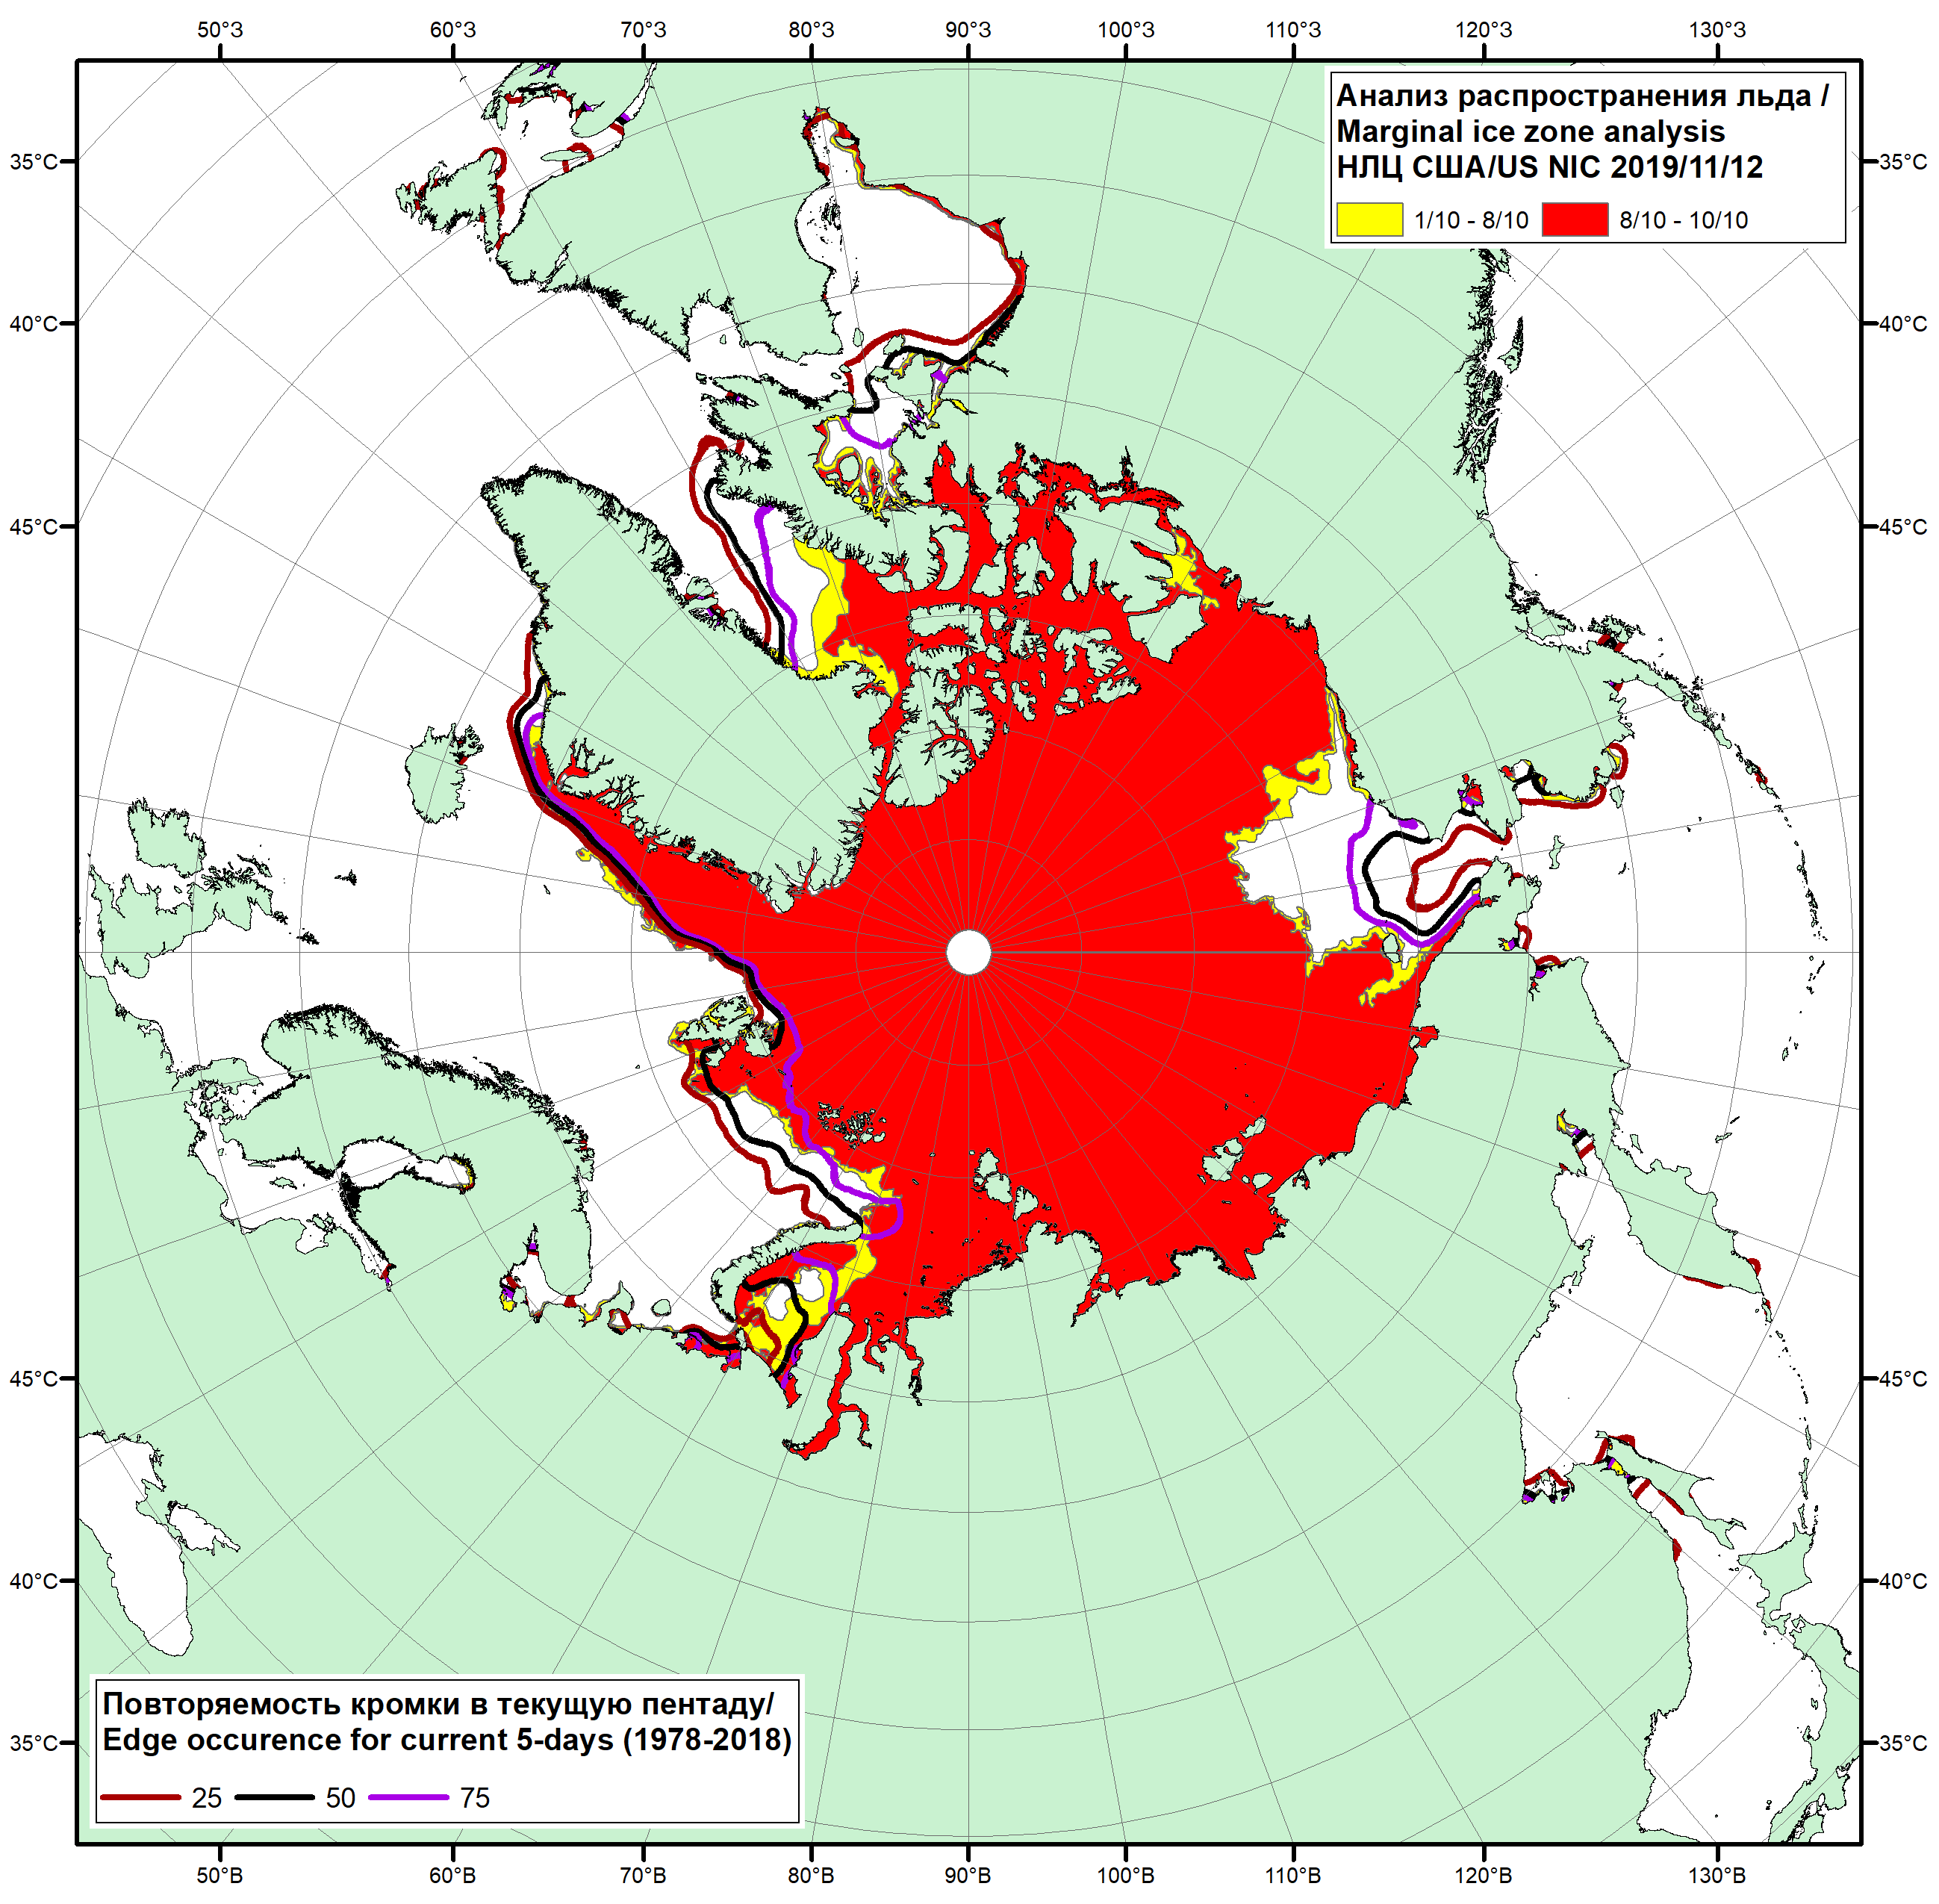 50°З 60°З 70°З 80°З 90°З 100°З 110°З 120°З 130°З
Анализ распространения льда /
Marginal ice zone analysis
НЛЦ США/US NIC 2019/11/12
1/10 - 8/10 8/10 - 10/10
35°С 35°С
40°С 40°С
45°С 45°С
45°С 45°С
40°С 40°С
35°С 35°С
Повторяемость кромки в текущую пентаду/
Edge occurence for current 5-days (1978-2018)
25 50 75
50°В 60°В 70°В 80°В 90°В 100°В 110°В 120°В 130°В